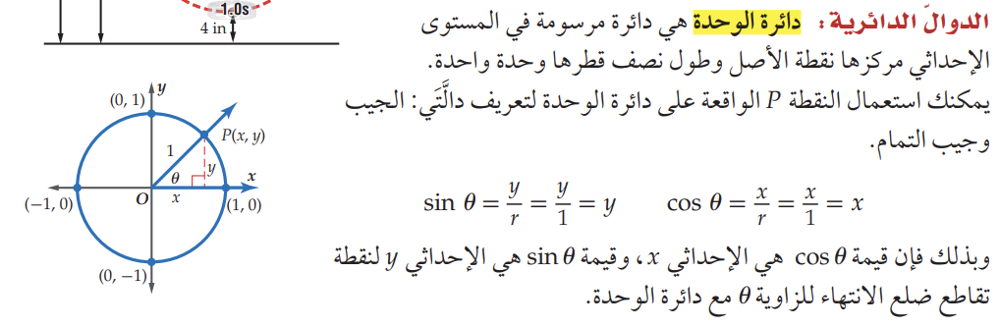 1.0s
4 in
الدوالّ الدائرية: دائرة الوحدة هي دائرة مرسومة في المستوى
الإحداثي مركزها نقطة الأصل وطول نصف قطرها وحدة واحدة.
يمكنك استعمال النقطة P الواقعة على دائرة الوحدة لتعريف دالَّتَي: الجيب
وجيب التمام.
sin θ = y/r = y/1 = y    cos θ = x/r = x/1 = x
وبذلك فإن قيمة cos θ هي الإحداثي x، وقيمة sin θ هي الإحداثي y لنقطة
تقاطع ضلع الانتهاء للزاوية θ مع دائرة الوحدة.
y
(0, 1)
P(x, y)
1
y
θ
x
(−1, 0)
O
x
(1, 0)
(0, −1)